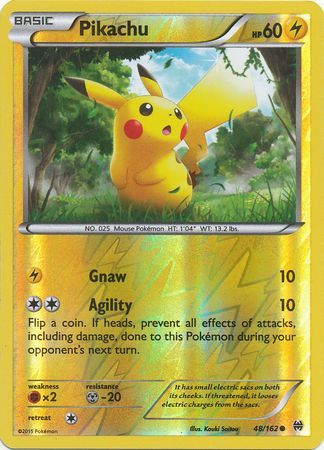 BASIC
Pikachu HP60
NO. 025 Mouse Pokémon HT: 1'04" WT: 13.2 lbs.
Gnaw 10
Agility 10
Flip a coin. If heads, prevent all effects of attacks,
including damage, done to this Pokémon during your
opponent's next turn.
weakness resistance
×2 -20
retreat
It has small electric sacs on both
its cheeks. If threatened, it looses
electric charges from the sacs.
©2015 Pokémon Illus. Kouki Saitou 48/162